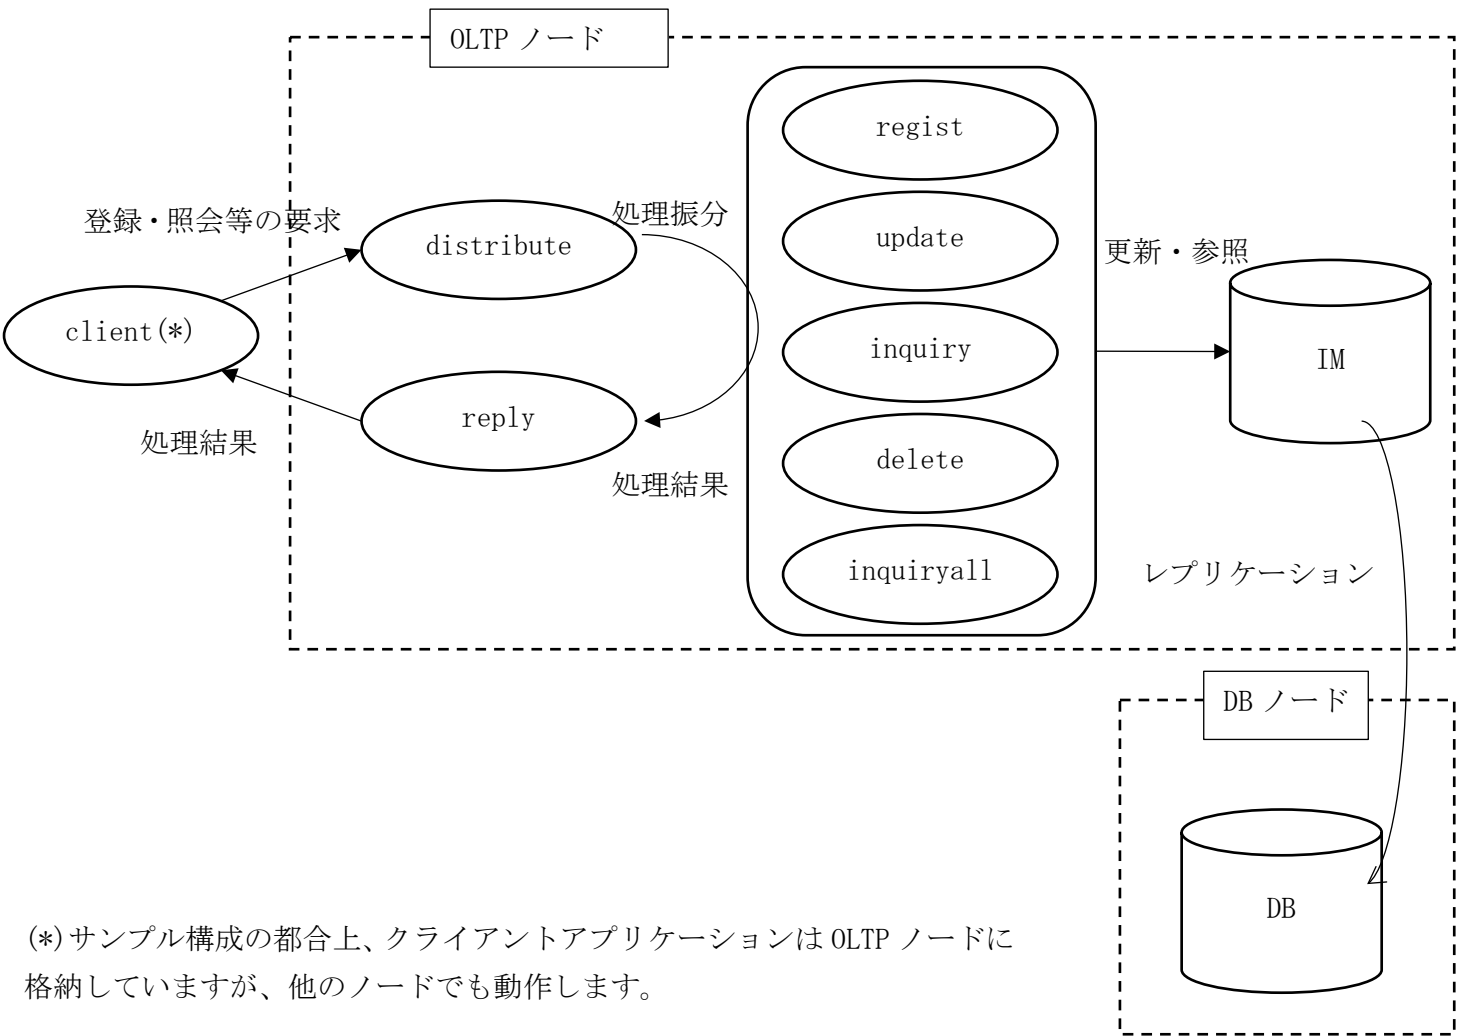 OLTP ノード
regist
登録・照会等の要求
処理振分
distribute
update
更新・参照
client(*)
inquiry
IM
reply
処理結果
処理結果
delete
inquiryall
レプリケーション
DB ノード
DB
(*)サンプル構成の都合上、クライアントアプリケーションは OLTP ノードに
格納していますが、他のノードでも動作します。